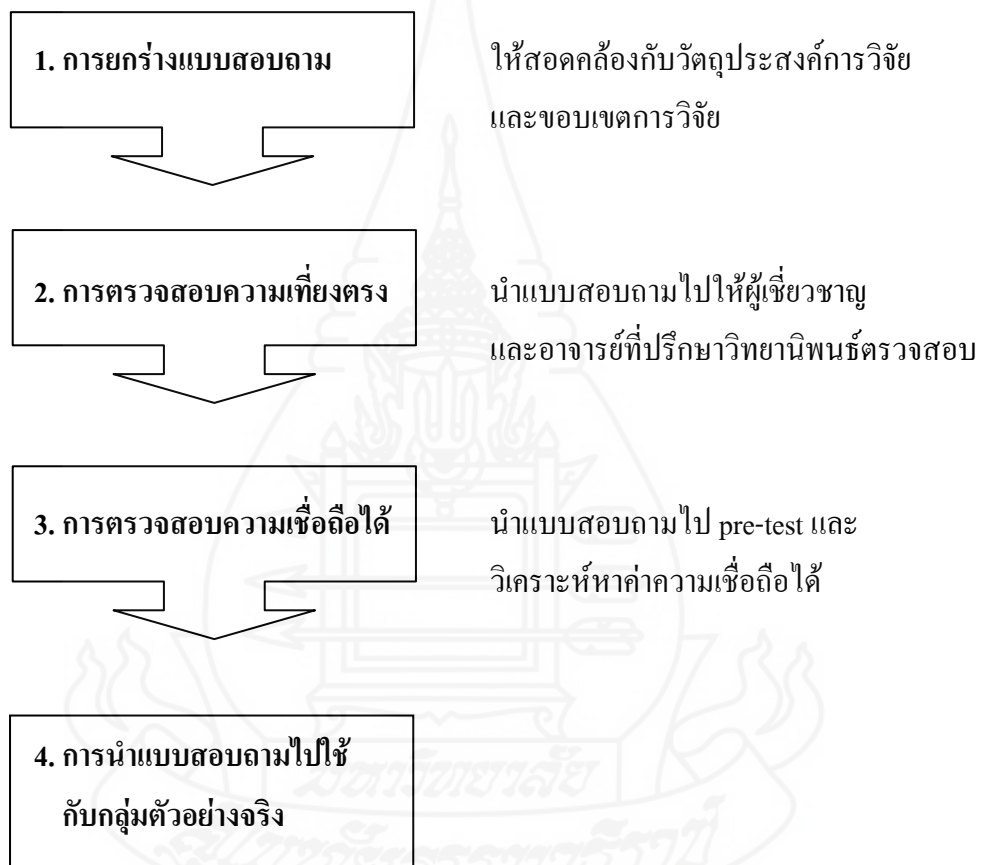 1. การยกร่างแบบสอบถาม
ให้สอดคล้องกับวัตถุประสงค์การวิจัย
และขอบเขตการวิจัย
2. การตรวจสอบความเที่ยงตรง
นำแบบสอบถามไปให้ผู้เชี่ยวชาญ
และอาจารย์ที่ปรึกษาวิทยานิพนธ์ตรวจสอบ
3. การตรวจสอบความเชื่อถือได้
นำแบบสอบถามไป pre-test และ
วิเคราะห์หาค่าความเชื่อถือได้
4. การนำแบบสอบถามไปใช้
กับกลุ่มตัวอย่างจริง
มหาวิทยาลัย